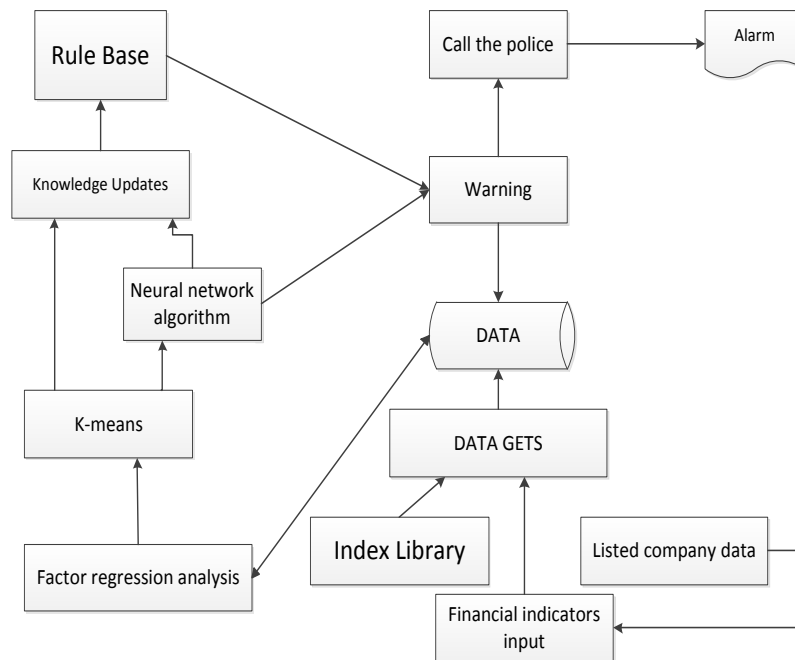 Rule Base
Call the police
Alarm
Knowledge Updates
Warning
Neural network
algorithm
DATA
K-means
DATA GETS
Index Library
Listed company data
Factor regression analysis
Financial indicators
input